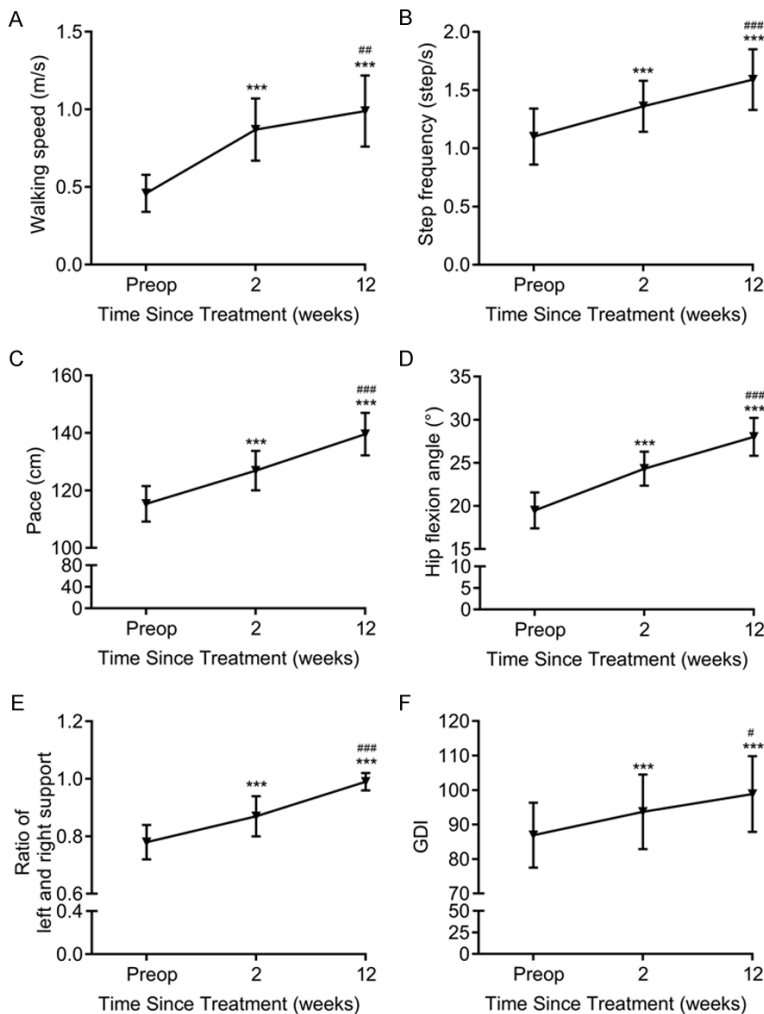 A
Walking speed (m/s)
1.5
1.0
0.5
0.0
***
##
***
Preop 2 12
Time Since Treatment (weeks)
B
Step frequency (step/s)
2.0
1.5
1.0
0.5
0.0
***
###
***
Preop 2 12
Time Since Treatment (weeks)
C
Pace (cm)
160
140
120
100
80
40
0
***
###
***
Preop 2 12
Time Since Treatment (weeks)
D
Hip flexion angle (°)
35
30
25
20
15
10
5
0
***
###
***
Preop 2 12
Time Since Treatment (weeks)
E
Ratio of
left and right support
1.2
1.0
0.8
0.6
0.4
0.0
***
###
***
Preop 2 12
Time Since Treatment (weeks)
F
GDI
120
110
100
90
80
70
50
25
0
***
#
***
Preop 2 12
Time Since Treatment (weeks)